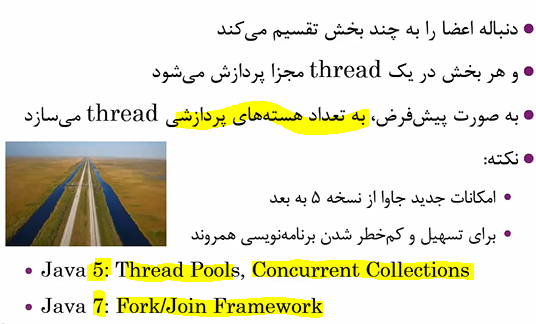 • دنباله اعضا را به چند بخش تقسیم می‌کند
• و هر بخش در یک thread مجزا پردازش می‌شود
• به صورت پیش‌فرض، به تعداد هسته‌های پردازشی thread می‌سازد
• نکته:
• امکانات جدید جاوا از نسخه ۵ به بعد
• برای تسهیل و کم‌خطر شدن برنامه‌نویسی همروند
• Java 5: Thread Pools, Concurrent Collections
• Java 7: Fork/Join Framework